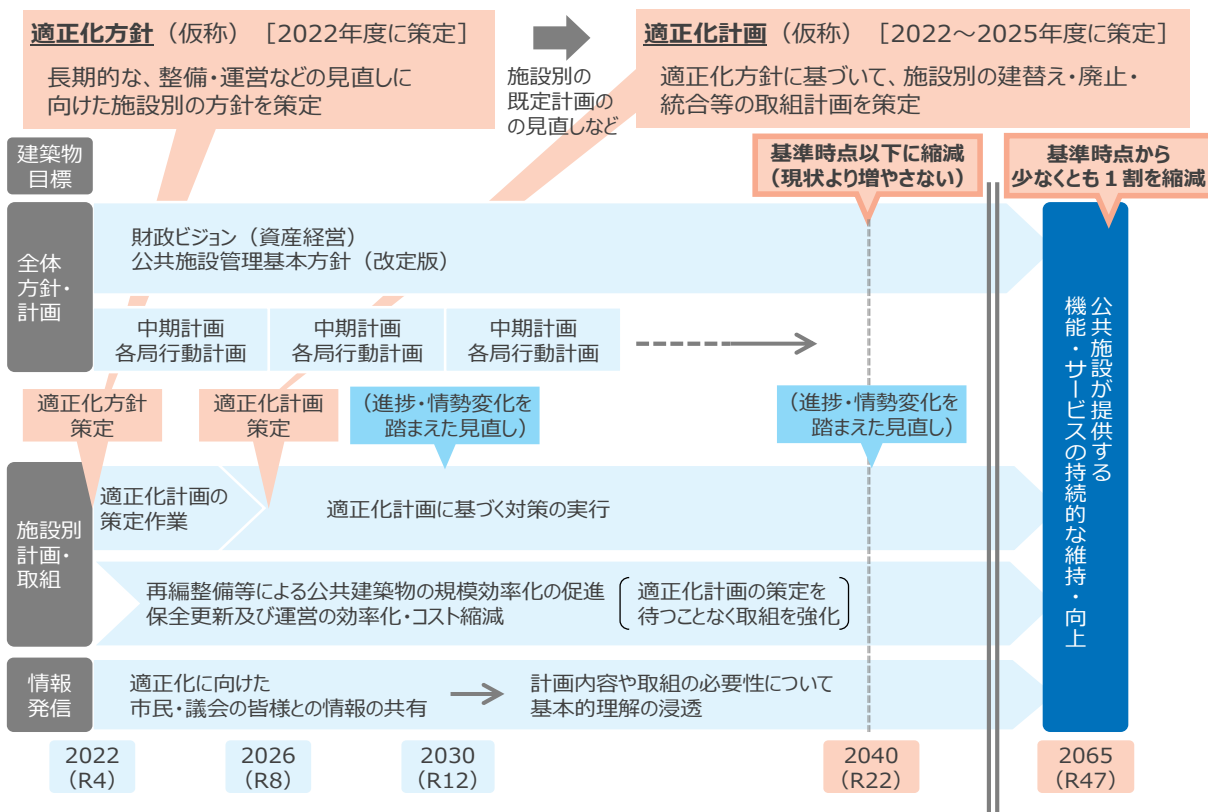 適正化方針（仮称）［2022年度に策定］
長期的な、整備・運営などの見直しに
向けた施設別の方針を策定
施設別の
既定計画の
の見直しなど
適正化計画（仮称）［2022～2025年度に策定］
適正化方針に基づいて、施設別の建替え・廃止・
統合等の取組計画を策定
建築物
目標
基準時点以下に縮減
（現状より増やさない）
基準時点から
少なくとも１割を縮減
全体
方針・
計画
財政ビジョン（資産経営）
公共施設管理基本方針（改定版）
中期計画
各局行動計画
中期計画
各局行動計画
中期計画
各局行動計画
適正化方針
策定
適正化計画
策定
（進捗・情勢変化を
踏まえた見直し）
（進捗・情勢変化を
踏まえた見直し）
施設別
計画・
取組
適正化計画の
策定作業
適正化計画に基づく対策の実行
再編整備等による公共建築物の規模効率化の促進
保全更新及び運営の効率化・コスト縮減
適正化計画の策定を
待つことなく取組を強化
公共施設が提供する
機能・サービスの持続的な維持・向上
情報
発信
適正化に向けた
市民・議会の皆様との情報の共有
計画内容や取組の必要性について
基本的理解の浸透
2022
（R4）
2026
（R8）
2030
（R12）
2040
（R22）
2065
（R47）